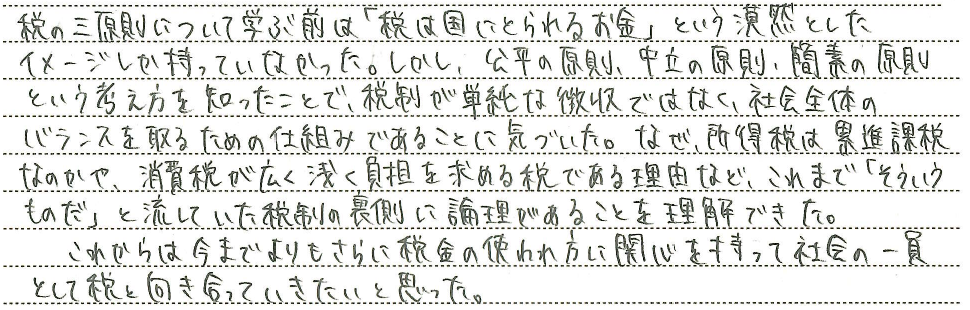 税の三原則について学ぶ前は「税は国にとられるお金」という漠然とした
イメージしか持っていなかった。しかし、公平の原則、中立の原則、簡素の原則
という考え方を知ったことで、税制が単純な徴収ではなく、社会全体の
バランスを取るための仕組みであることに気づいた。なぜ、所得税は累進課税
なのかや、消費税が広く浅く負担を求める税である理由など、これまで「そういう
ものだ」と流していた税制の裏側に論理があることを理解できた。
これからは今までよりもさらに税金の使われ方に関心を持って社会の一員
として税と向き合っていきたいと思った。